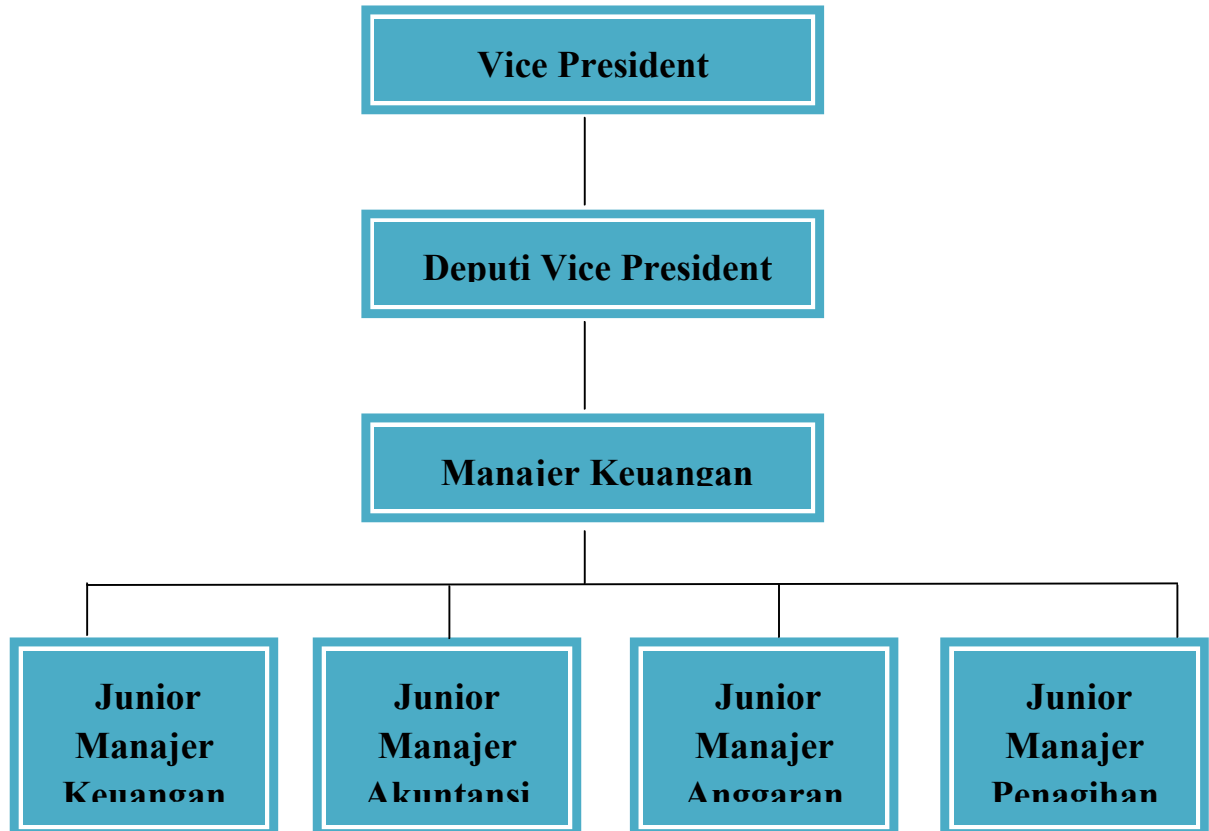 Vice President
Deputi Vice President
Manajer Keuangan
Junior
Manajer
Keuangan
Junior
Manajer
Akuntansi
Junior
Manajer
Anggaran
Junior
Manajer
Penagihan